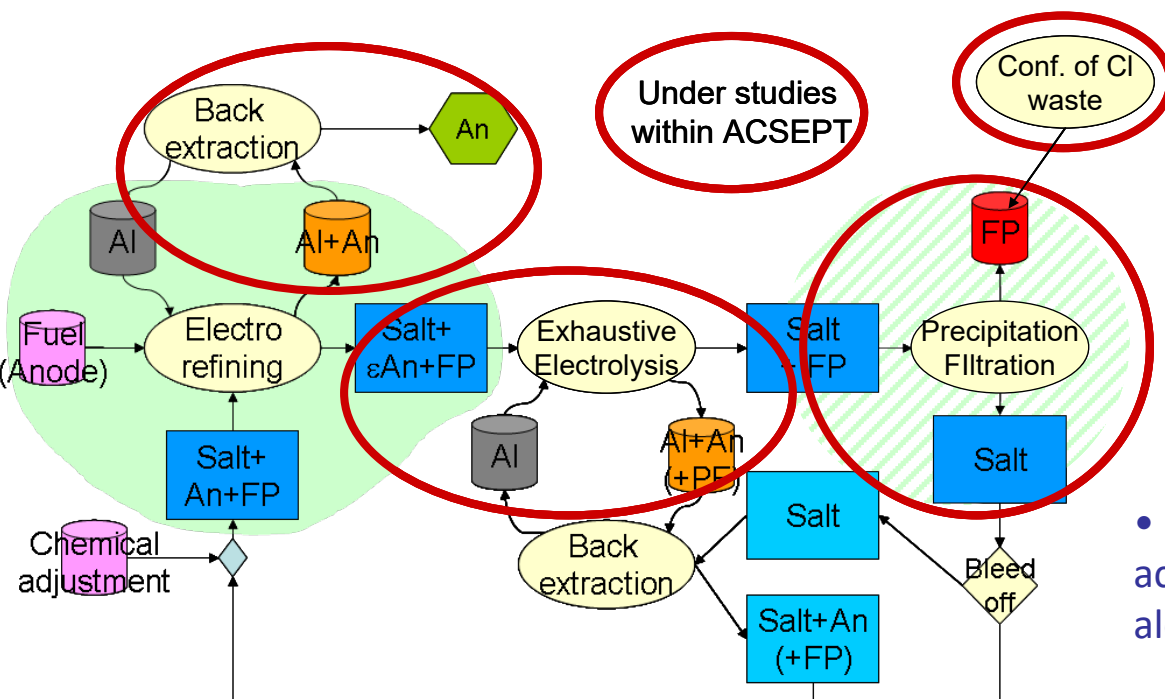 Back
extraction
An
Under studies
within ACSEPT
Conf. of Cl
waste
Al
Al+An
FP
Fuel
(Anode)
Electro
refining
Salt+
εAn+FP
Exhaustive
Electrolysis
Salt
+ FP
Precipitation
FIltration
Salt+
An+FP
Al
Al+An
(+PF)
Salt
Chemical
adjustment
Back
extraction
Salt
Bleed
off
Salt+An
(+FP)
•